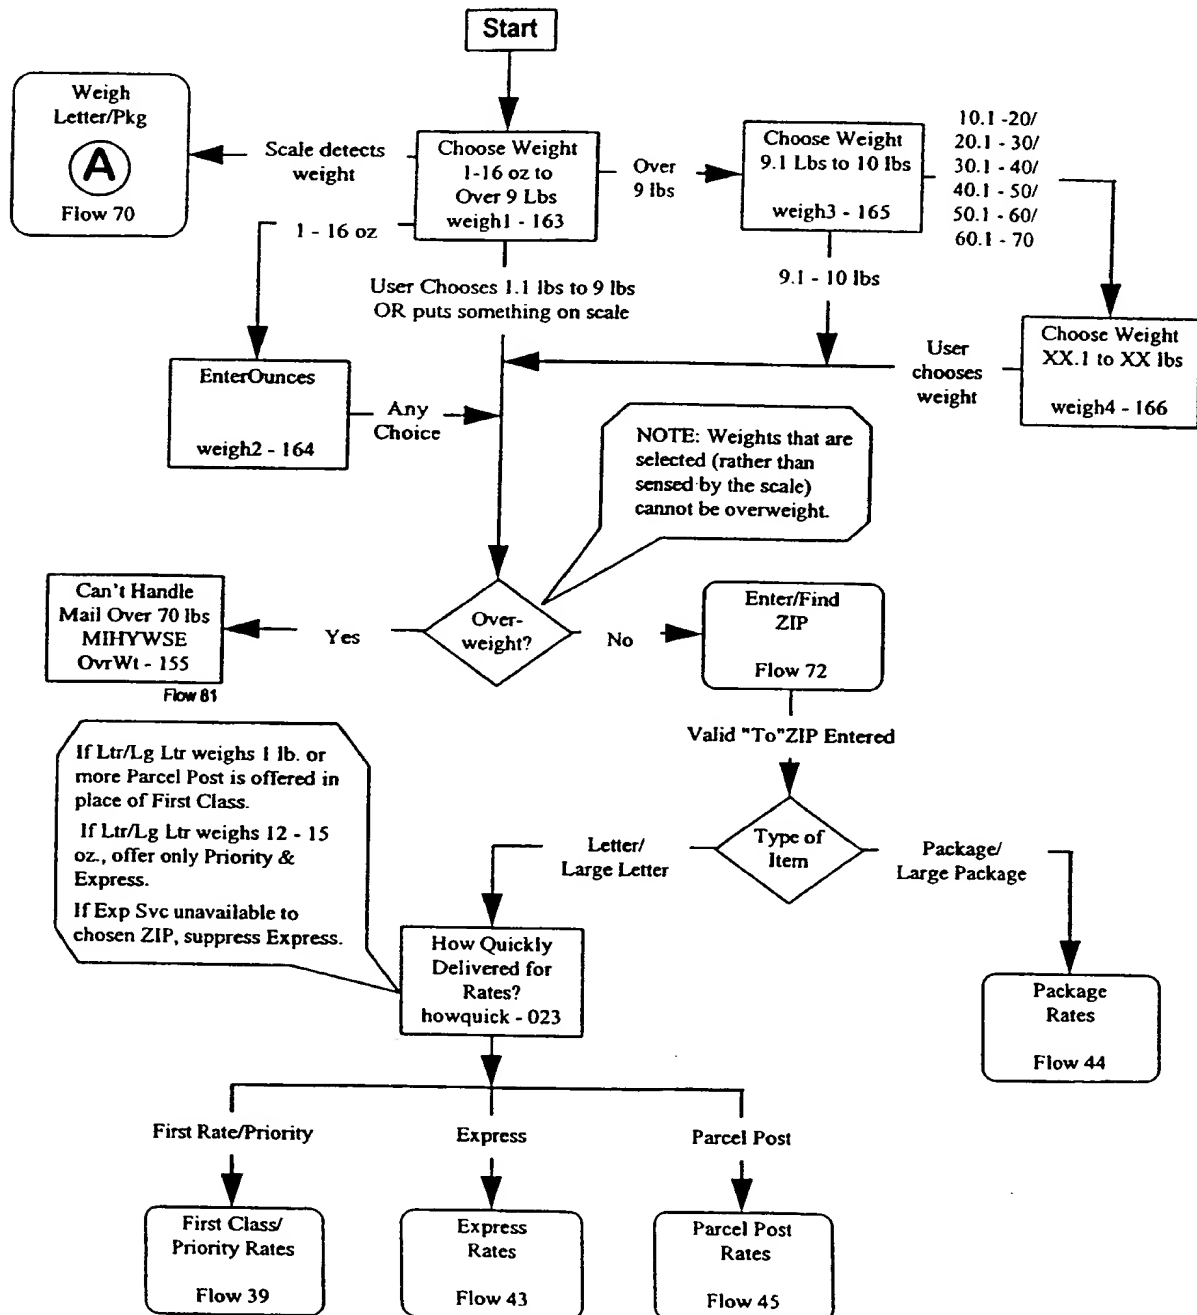 Start
Weigh
Letter/Pkg
A
Flow 70
Scale detects
weight
Choose Weight
1-16 oz to
Over 9 Lbs
weigh1 - 163
Over
9 lbs
Choose Weight
9.1 Lbs to 10 lbs
weigh3 - 165
10.1 -20/
20.1 - 30/
30.1 - 40/
40.1 - 50/
50.1 - 60/
60.1 - 70
1 - 16 oz
User Chooses 1.1 lbs to 9 lbs
OR puts something on scale
9.1 - 10 lbs
EnterOunces
weigh2 - 164
Any
Choice
User
chooses
weight
Choose Weight
XX.1 to XX lbs
weigh4 - 166
NOTE: Weights that are
selected (rather than
sensed by the scale)
cannot be overweight.
Can't Handle
Mail Over 70 lbs
MIHYWSE
OvrWt - 155
Flow 81
Yes
Over-
weight?
No
Enter/Find
ZIP
Flow 72
Valid "To"ZIP Entered
If Ltr/Lg Ltr weighs 1 lb. or
more Parcel Post is offered in
place of First Class.
If Ltr/Lg Ltr weighs 12 - 15
oz., offer only Priority &
Express.
If Exp Svc unavailable to
chosen ZIP, suppress Express.
Letter/
Large Letter
Type of
Item
Package/
Large Package
How Quickly
Delivered for
Rates?
howquick - 023
Package
Rates
Flow 44
First Rate/Priority
Express
Parcel Post
First Class/
Priority Rates
Flow 39
Express
Rates
Flow 43
Parcel Post
Rates
Flow 45